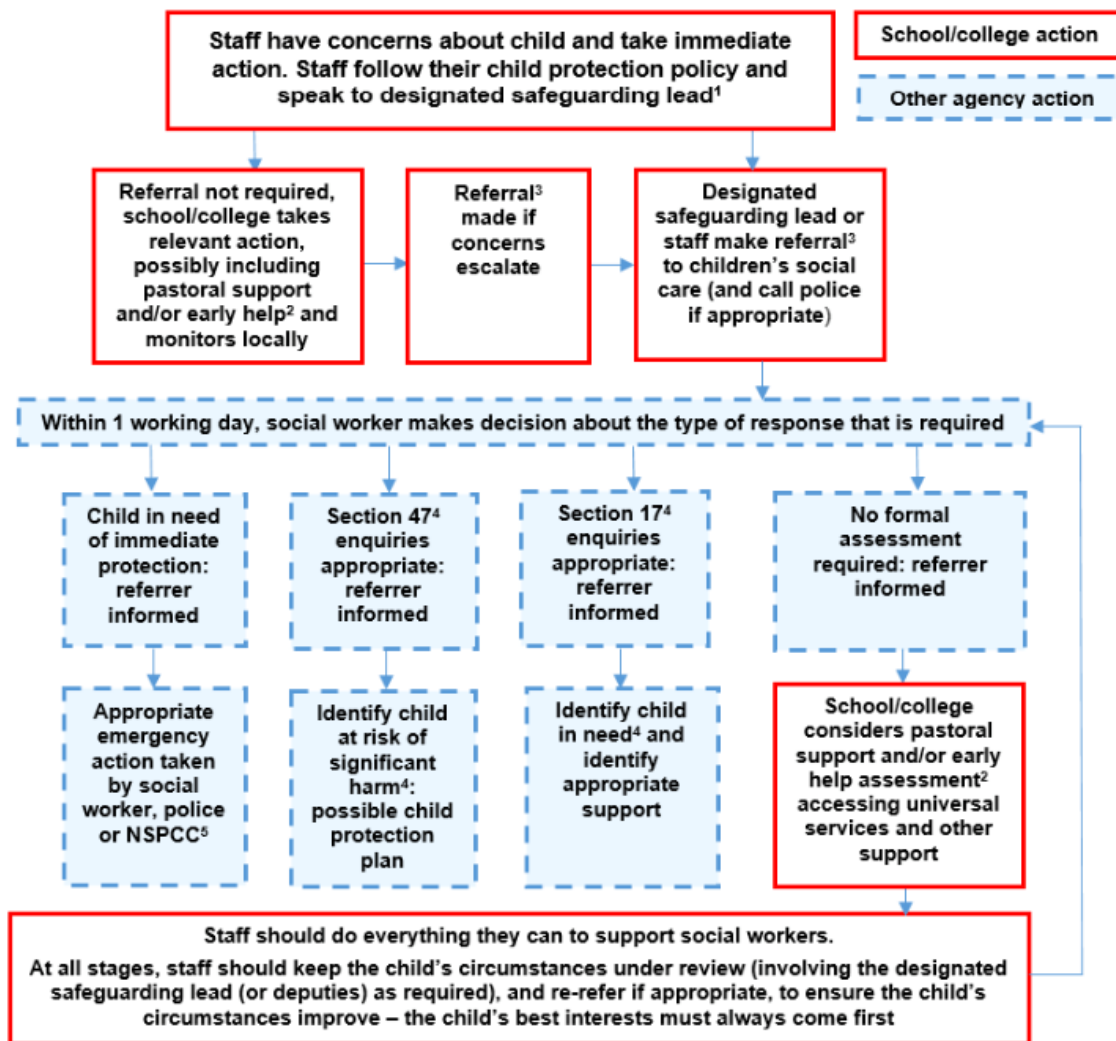 Staff have concerns about child and take immediate
action. Staff follow their child protection policy and
speak to designated safeguarding lead¹
School/college action
Other agency action
Referral not required,
school/college takes
relevant action,
possibly including
pastoral support
and/or early help² and
monitors locally
Referral³
made if
concerns
escalate
Designated
safeguarding lead or
staff make referral³
to children's social
care (and call police
if appropriate)
Within 1 working day, social worker makes decision about the type of response that is required
Child in need
of immediate
protection:
referrer
informed
Section 47⁴
enquiries
appropriate:
referrer
informed
Section 17⁴
enquiries
appropriate:
referrer
informed
No formal
assessment
required: referrer
informed
Appropriate
emergency
action taken
by social
worker, police
or NSPCC⁵
Identify child
at risk of
significant
harm⁴:
possible child
protection
plan
Identify child
in need⁴ and
identify
appropriate
support
School/college
considers pastoral
support and/or early
help assessment²
accessing universal
services and other
support
Staff should do everything they can to support social workers.
At all stages, staff should keep the child's circumstances under review (involving the designated
safeguarding lead (or deputies) as required), and re-refer if appropriate, to ensure the child's
circumstances improve – the child's best interests must always come first